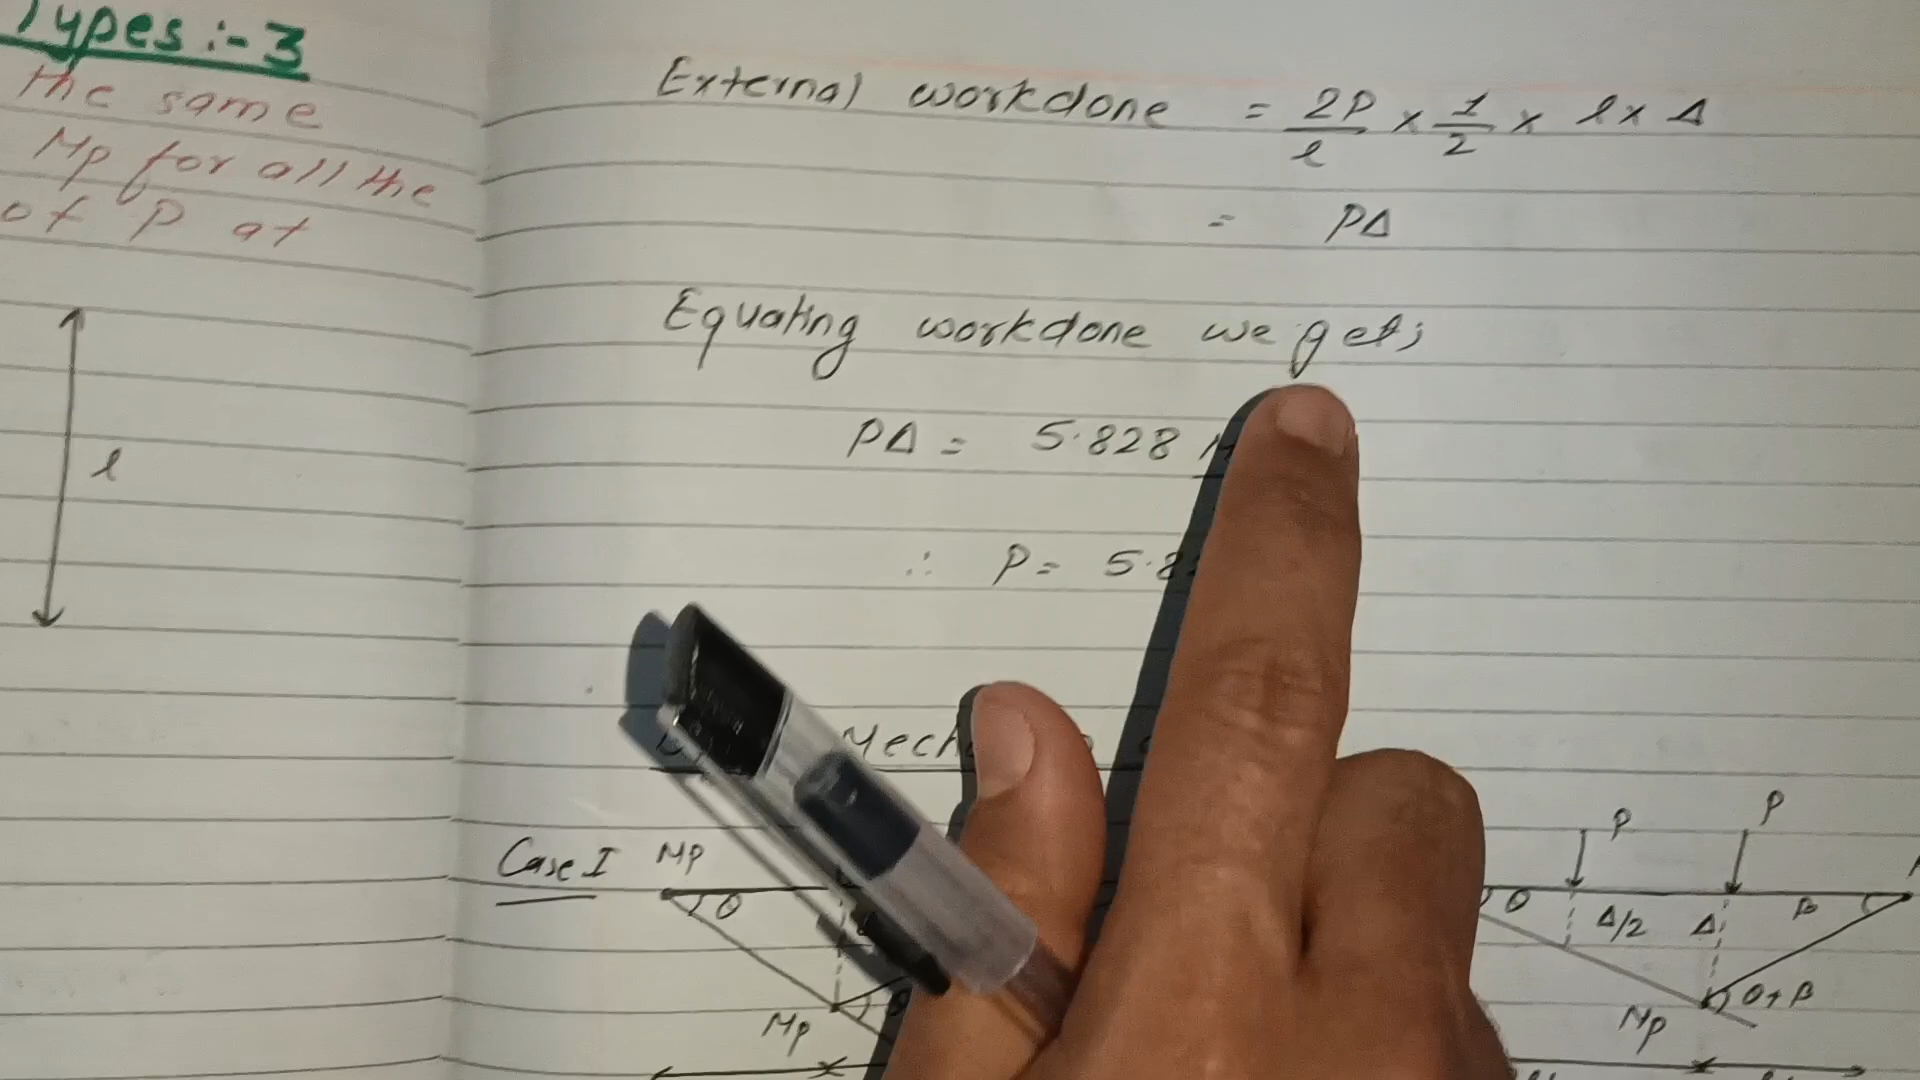 Types :- 3
the same
Mp for all the
of P at
l
External workdone = 2P/l x 1/2 x l x Δ
= PΔ
Equating workdone we get;
PΔ = 5.828
∴ P = 5.8
Case I Mp
θ
Mp
P P
θ Δ/2 Δ β
Mp θ+β